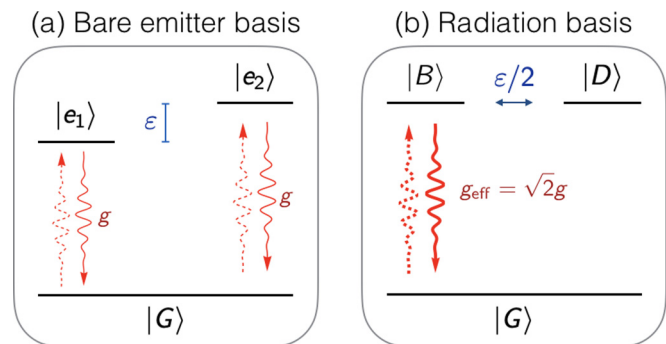 (a) Bare emitter basis
(b) Radiation basis
|e₁⟩
ε
|e₂⟩
g
g
|G⟩
|B⟩
ε/2
|D⟩
g_eff = √2g
|G⟩